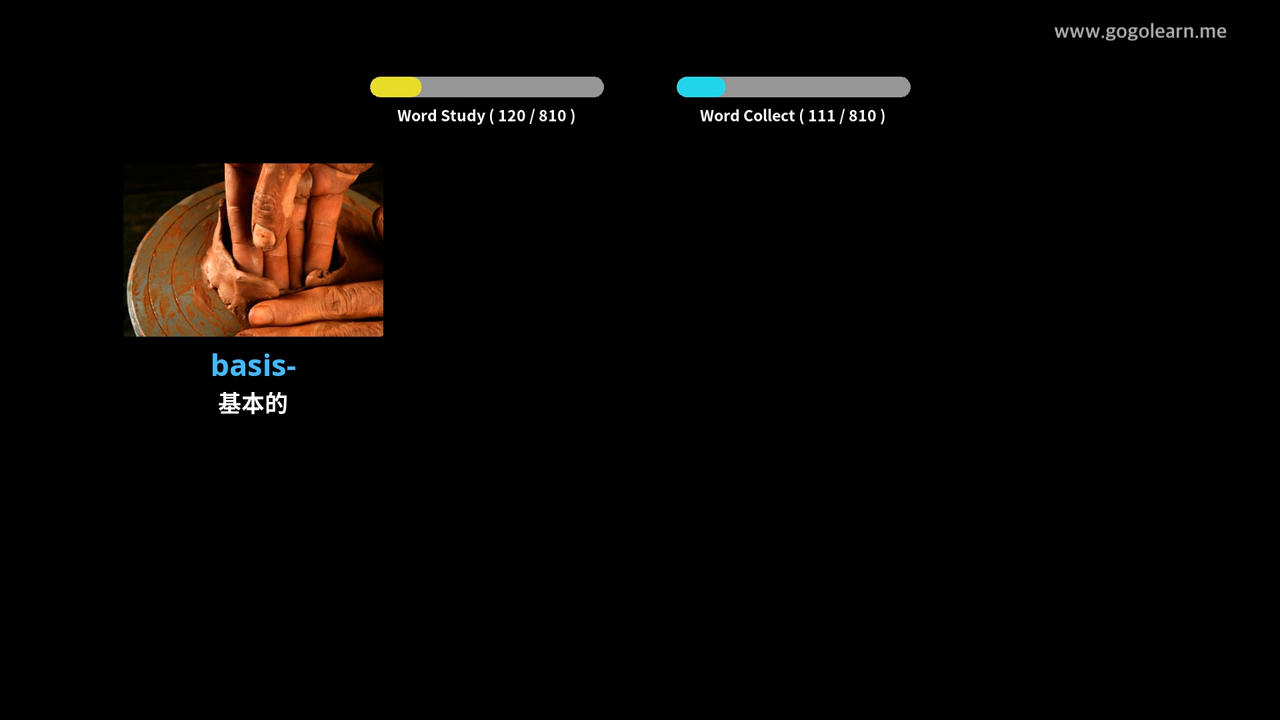 www.gogolearn.me
Word Study ( 120 / 810 )
Word Collect ( 111 / 810 )
basis-
基本的